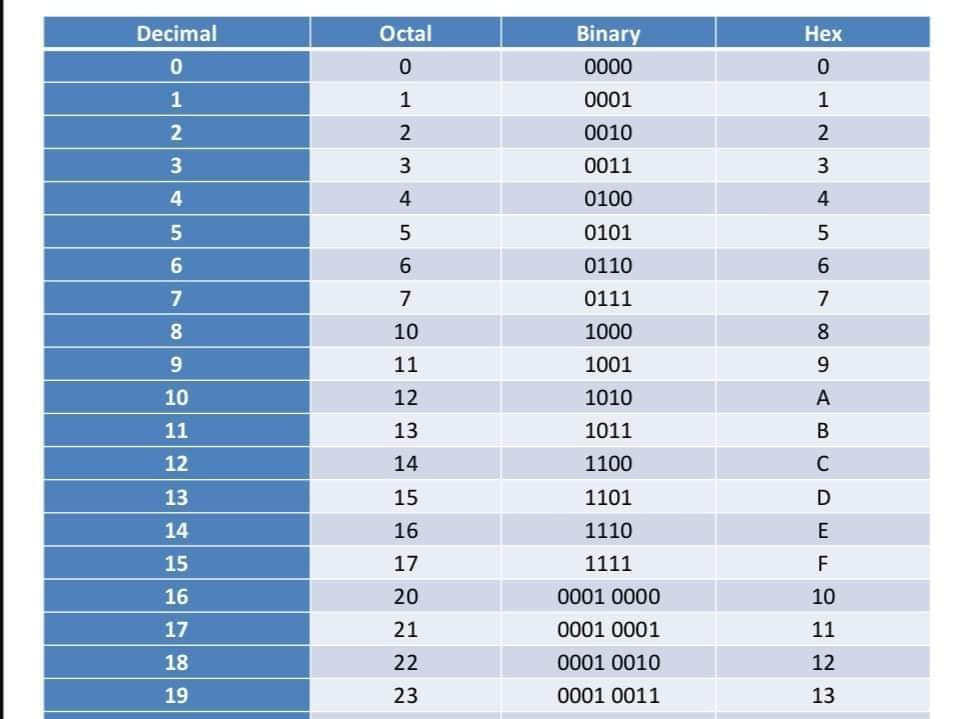 Decimal Octal Binary Hex
0 0 0000 0
1 1 0001 1
2 2 0010 2
3 3 0011 3
4 4 0100 4
5 5 0101 5
6 6 0110 6
7 7 0111 7
8 10 1000 8
9 11 1001 9
10 12 1010 A
11 13 1011 B
12 14 1100 C
13 15 1101 D
14 16 1110 E
15 17 1111 F
16 20 0001 0000 10
17 21 0001 0001 11
18 22 0001 0010 12
19 23 0001 0011 13